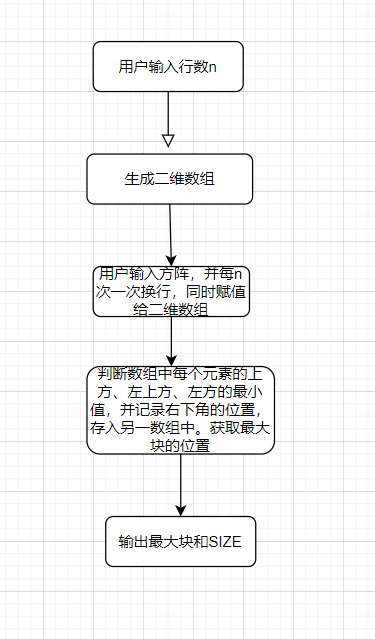 用户输入行数n
生成二维数组
用户输入方阵，并每n
次一次换行，同时赋值
给二维数组
判断数组中每个元素的上
方、左上方、左方的最小
值，并记录右下角的位置，
存入另一数组中。获取最大
块的位置
输出最大块和SIZE